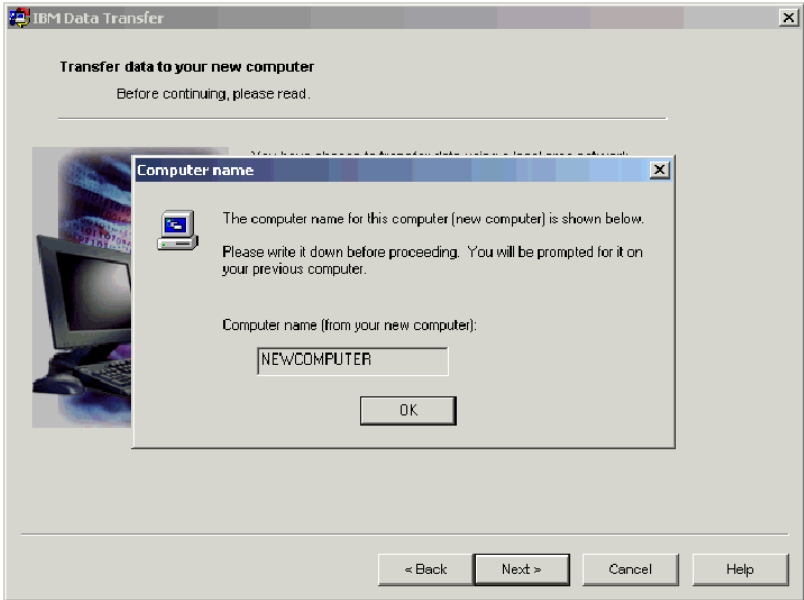 IBM Data Transfer
Transfer data to your new computer
Before continuing, please read.
Computer name
The computer name for this computer (new computer) is shown below.
Please write it down before proceeding. You will be prompted for it on
your previous computer.
Computer name (from your new computer):
NEWCOMPUTER
OK
< Back
Next >
Cancel
Help